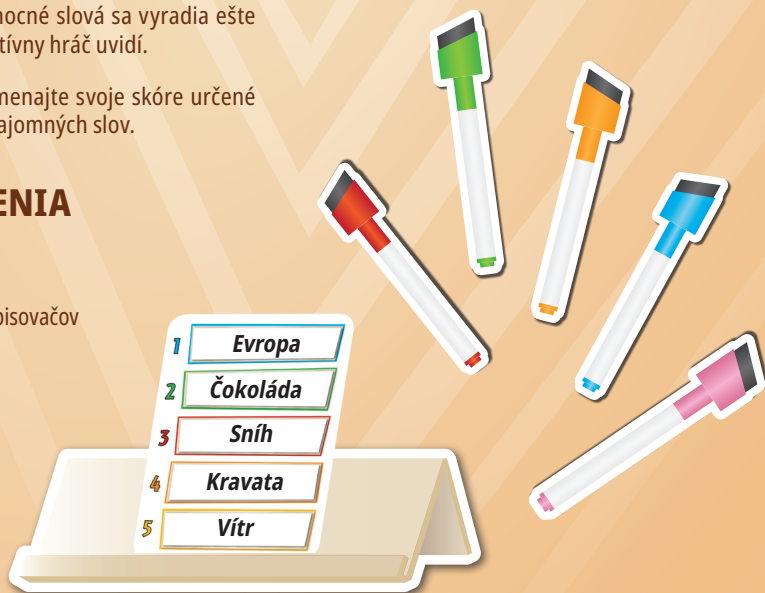 nocné slová sa vyradia ešte
tívny hráč uvidí.
menajte svoje skóre určené
ajomných slov.
ENIA
pisovačov
1 Evropa
2 Čokoláda
3 Sníh
4 Kravata
5 Vítr